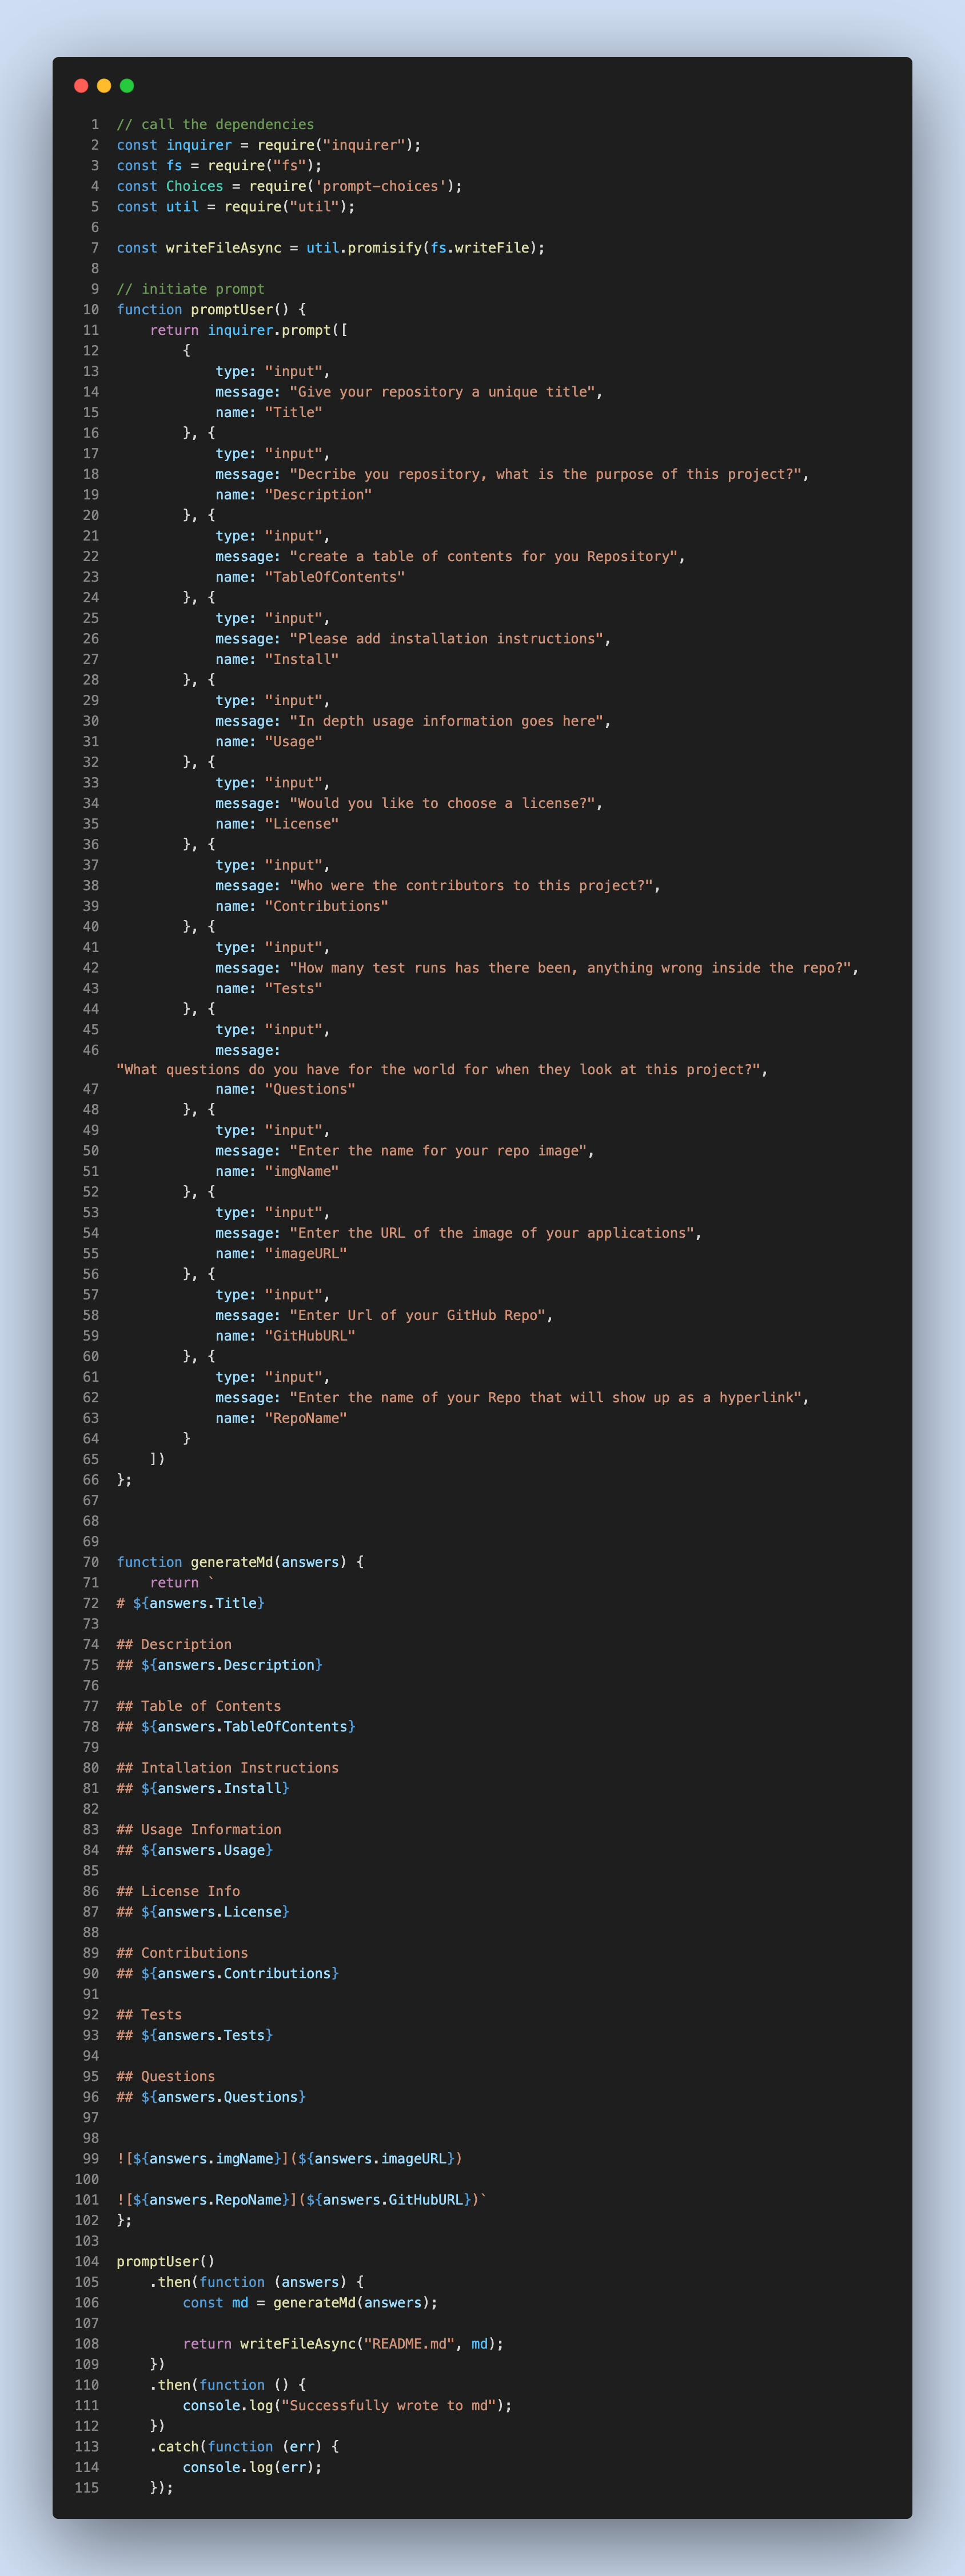 1 // call the dependencies
2 const inquirer = require("inquirer");
3 const fs = require("fs");
4 const Choices = require('prompt-choices');
5 const util = require("util");
6
7 const writeFileAsync = util.promisify(fs.writeFile);
8
9 // initiate prompt
10 function promptUser() {
11     return inquirer.prompt([
12         {
13             type: "input",
14             message: "Give your repository a unique title",
15             name: "Title"
16         }, {
17             type: "input",
18             message: "Decribe you repository, what is the purpose of this project?",
19             name: "Description"
20         }, {
21             type: "input",
22             message: "create a table of contents for you Repository",
23             name: "TableOfContents"
24         }, {
25             type: "input",
26             message: "Please add installation instructions",
27             name: "Install"
28         }, {
29             type: "input",
30             message: "In depth usage information goes here",
31             name: "Usage"
32         }, {
33             type: "input",
34             message: "Would you like to choose a license?",
35             name: "License"
36         }, {
37             type: "input",
38             message: "Who were the contributors to this project?",
39             name: "Contributions"
40         }, {
41             type: "input",
42             message: "How many test runs has there been, anything wrong inside the repo?",
43             name: "Tests"
44         }, {
45             type: "input",
46             message:
"What questions do you have for the world for when they look at this project?",
47             name: "Questions"
48         }, {
49             type: "input",
50             message: "Enter the name for your repo image",
51             name: "imgName"
52         }, {
53             type: "input",
54             message: "Enter the URL of the image of your applications",
55             name: "imageURL"
56         }, {
57             type: "input",
58             message: "Enter Url of your GitHub Repo",
59             name: "GitHubURL"
60         }, {
61             type: "input",
62             message: "Enter the name of your Repo that will show up as a hyperlink",
63             name: "RepoName"
64         }
65     ])
66 };
67
68
69
70 function generateMd(answers) {
71     return `
72 # ${answers.Title}
73
74 ## Description
75 ## ${answers.Description}
76
77 ## Table of Contents
78 ## ${answers.TableOfContents}
79
80 ## Intallation Instructions
81 ## ${answers.Install}
82
83 ## Usage Information
84 ## ${answers.Usage}
85
86 ## License Info
87 ## ${answers.License}
88
89 ## Contributions
90 ## ${answers.Contributions}
91
92 ## Tests
93 ## ${answers.Tests}
94
95 ## Questions
96 ## ${answers.Questions}
97
98
99 ![${answers.imgName}](${answers.imageURL})
100
101 ![${answers.RepoName}](${answers.GitHubURL})`
102 };
103
104 promptUser()
105     .then(function (answers) {
106         const md = generateMd(answers);
107
108         return writeFileAsync("README.md", md);
109     })
110     .then(function () {
111         console.log("Successfully wrote to md");
112     })
113     .catch(function (err) {
114         console.log(err);
115     });